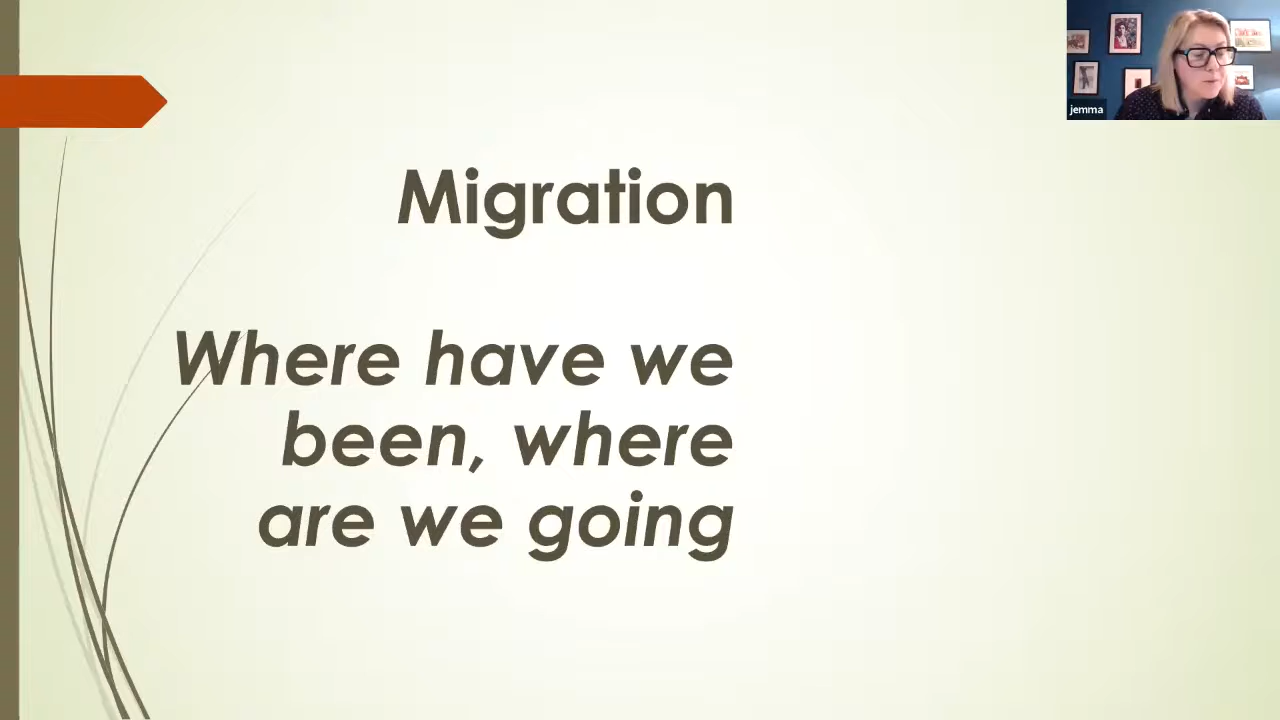 Migration
Where have we
been, where
are we going
jemma